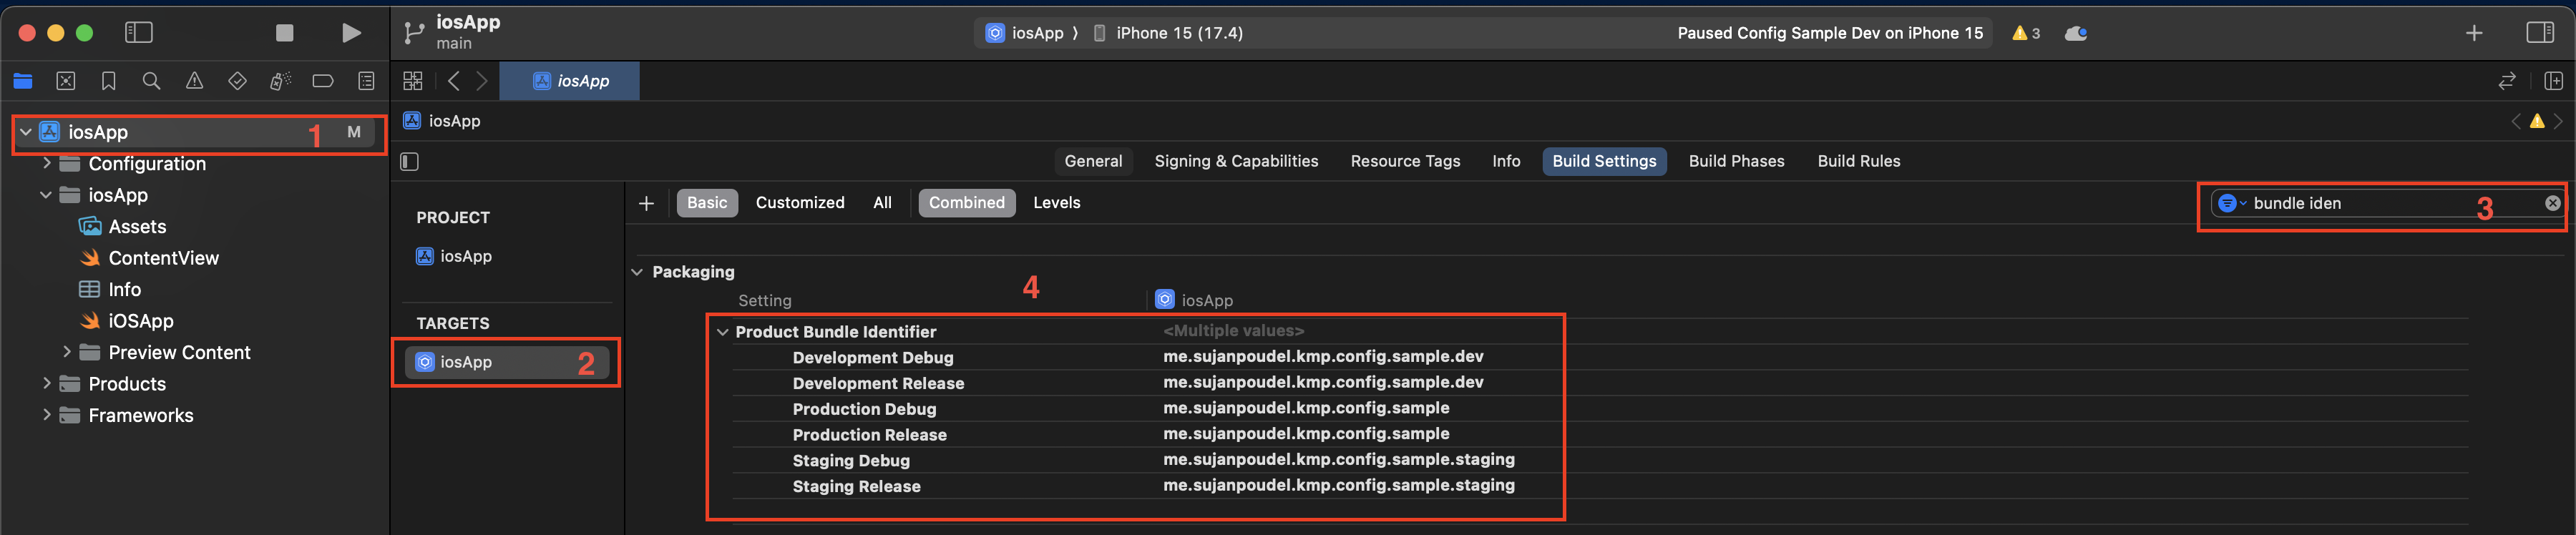 iosApp
main
iosApp
iPhone 15 (17.4)
Paused Config Sample Dev on iPhone 15
3
iosApp
iosApp
1
M
Configuration
iosApp
Assets
ContentView
Info
iOSApp
Preview Content
Products
Frameworks
iosApp
General
Signing & Capabilities
Resource Tags
Info
Build Settings
Build Phases
Build Rules
PROJECT
iosApp
TARGETS
iosApp
2
Basic
Customized
All
Combined
Levels
bundle iden
3
Packaging
4
Setting
iosApp
Product Bundle Identifier <Multiple values>
Development Debug me.sujanpoudel.kmp.config.sample.dev
Development Release me.sujanpoudel.kmp.config.sample.dev
Production Debug me.sujanpoudel.kmp.config.sample
Production Release me.sujanpoudel.kmp.config.sample
Staging Debug me.sujanpoudel.kmp.config.sample.staging
Staging Release me.sujanpoudel.kmp.config.sample.staging